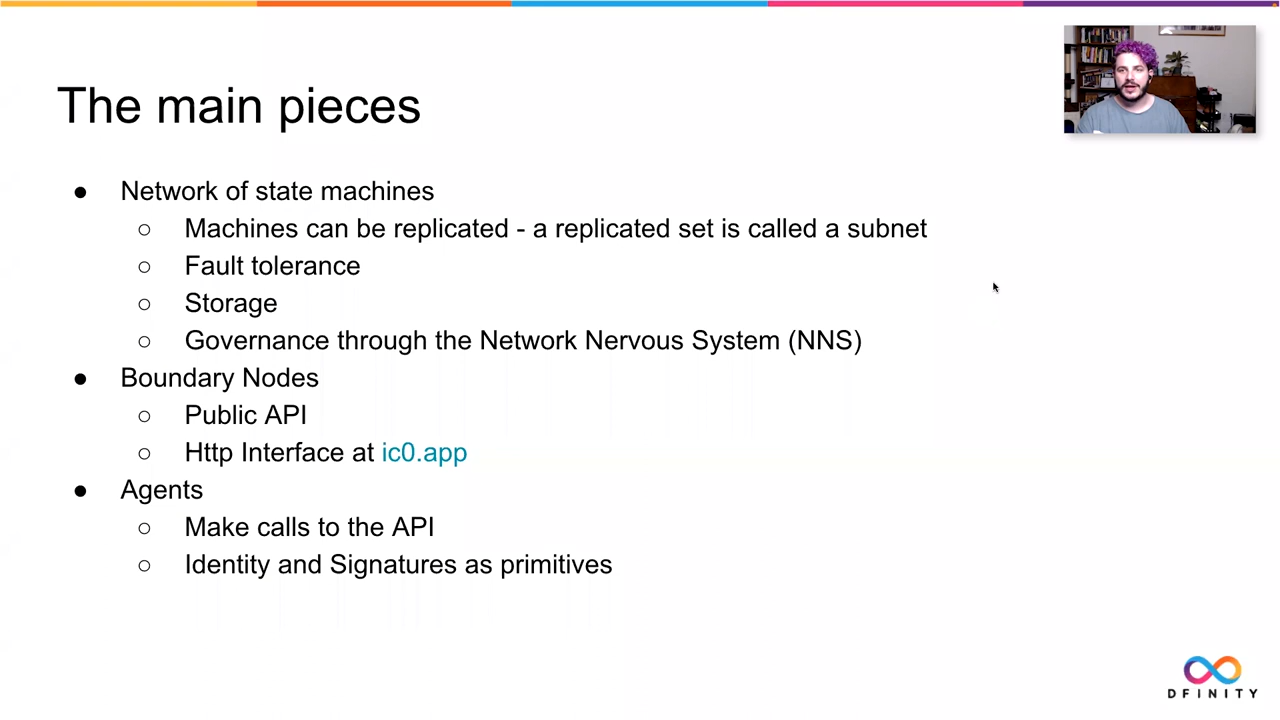 The main pieces
● Network of state machines
○ Machines can be replicated - a replicated set is called a subnet
○ Fault tolerance
○ Storage
○ Governance through the Network Nervous System (NNS)
● Boundary Nodes
○ Public API
○ Http Interface at ic0.app
● Agents
○ Make calls to the API
○ Identity and Signatures as primitives
DFINITY